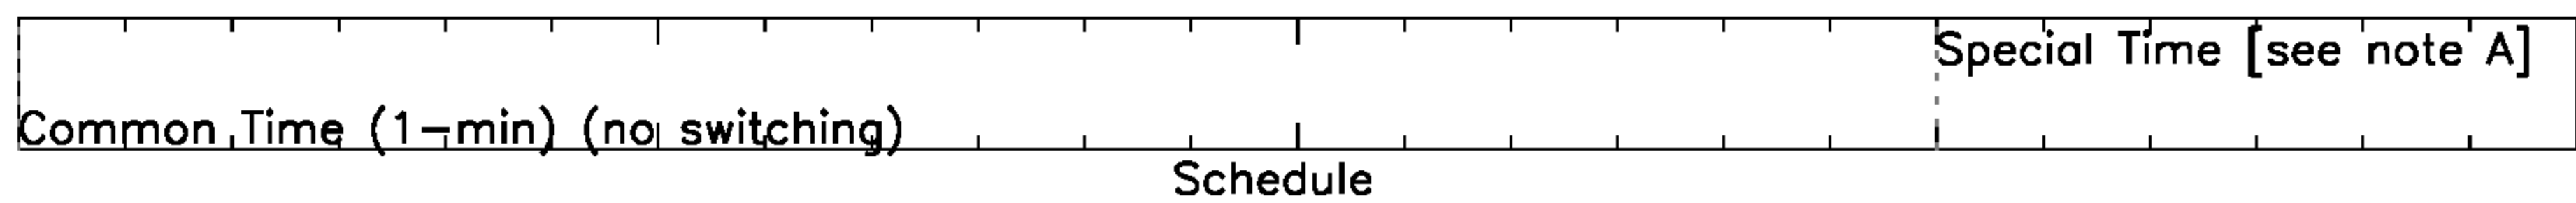 Special Time [see note A]
Common Time (1-min) (no switching)
Schedule